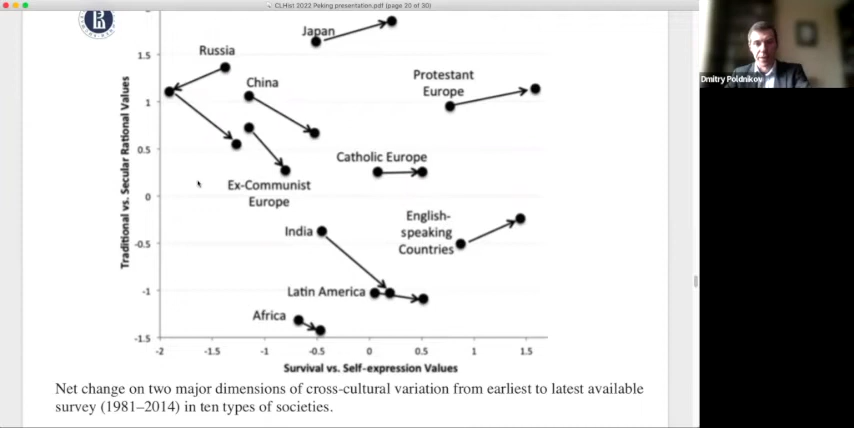 CLHist 2022 Peking presentation.pdf (page 20 of 30)
Dmitry Poldnikov
Japan
Russia
China
Protestant
Europe
Catholic Europe
Ex-Communist
Europe
English-
speaking
Countries
India
Latin America
Africa
Traditional vs. Secular Rational Values
1.5
1
0.5
0
-0.5
-1
-1.5
-2
-1.5
-1
-0.5
0
0.5
1
1.5
Survival vs. Self-expression Values
Net change on two major dimensions of cross-cultural variation from earliest to latest available
survey (1981–2014) in ten types of societies.